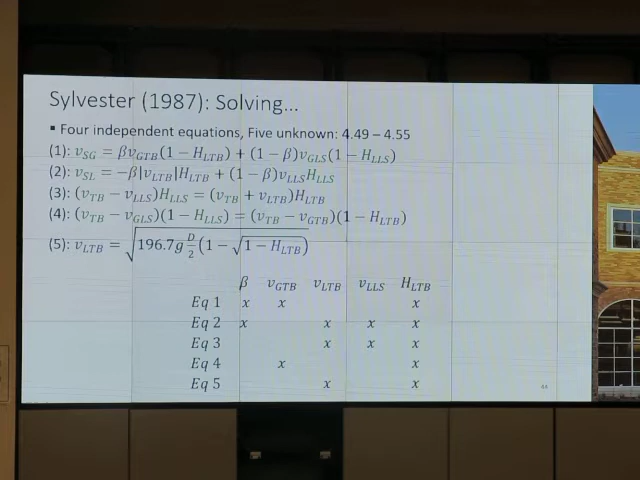 Sylvester (1987): Solving...
▪ Four independent equations, Five unknown: 4.49 – 4.55
(1): v_SG = βv_GTB(1 − H_LTB) + (1 − β)v_GLS(1 − H_LLS)
(2): v_SL = −β|v_LTB|H_LTB + (1 − β)v_LLS H_LLS
(3): (v_TB − v_LLS)H_LLS = (v_TB + v_LTB)H_LTB
(4): (v_TB − v_GLS)(1 − H_LLS) = (v_TB − v_GTB)(1 − H_LTB)
(5): v_LTB = √(196.7g D/2 (1 − √(1 − H_LTB)))
β v_GTB v_LTB v_LLS H_LTB
Eq 1 x x x
Eq 2 x x x x
Eq 3 x x x
Eq 4 x x
Eq 5 x x
44